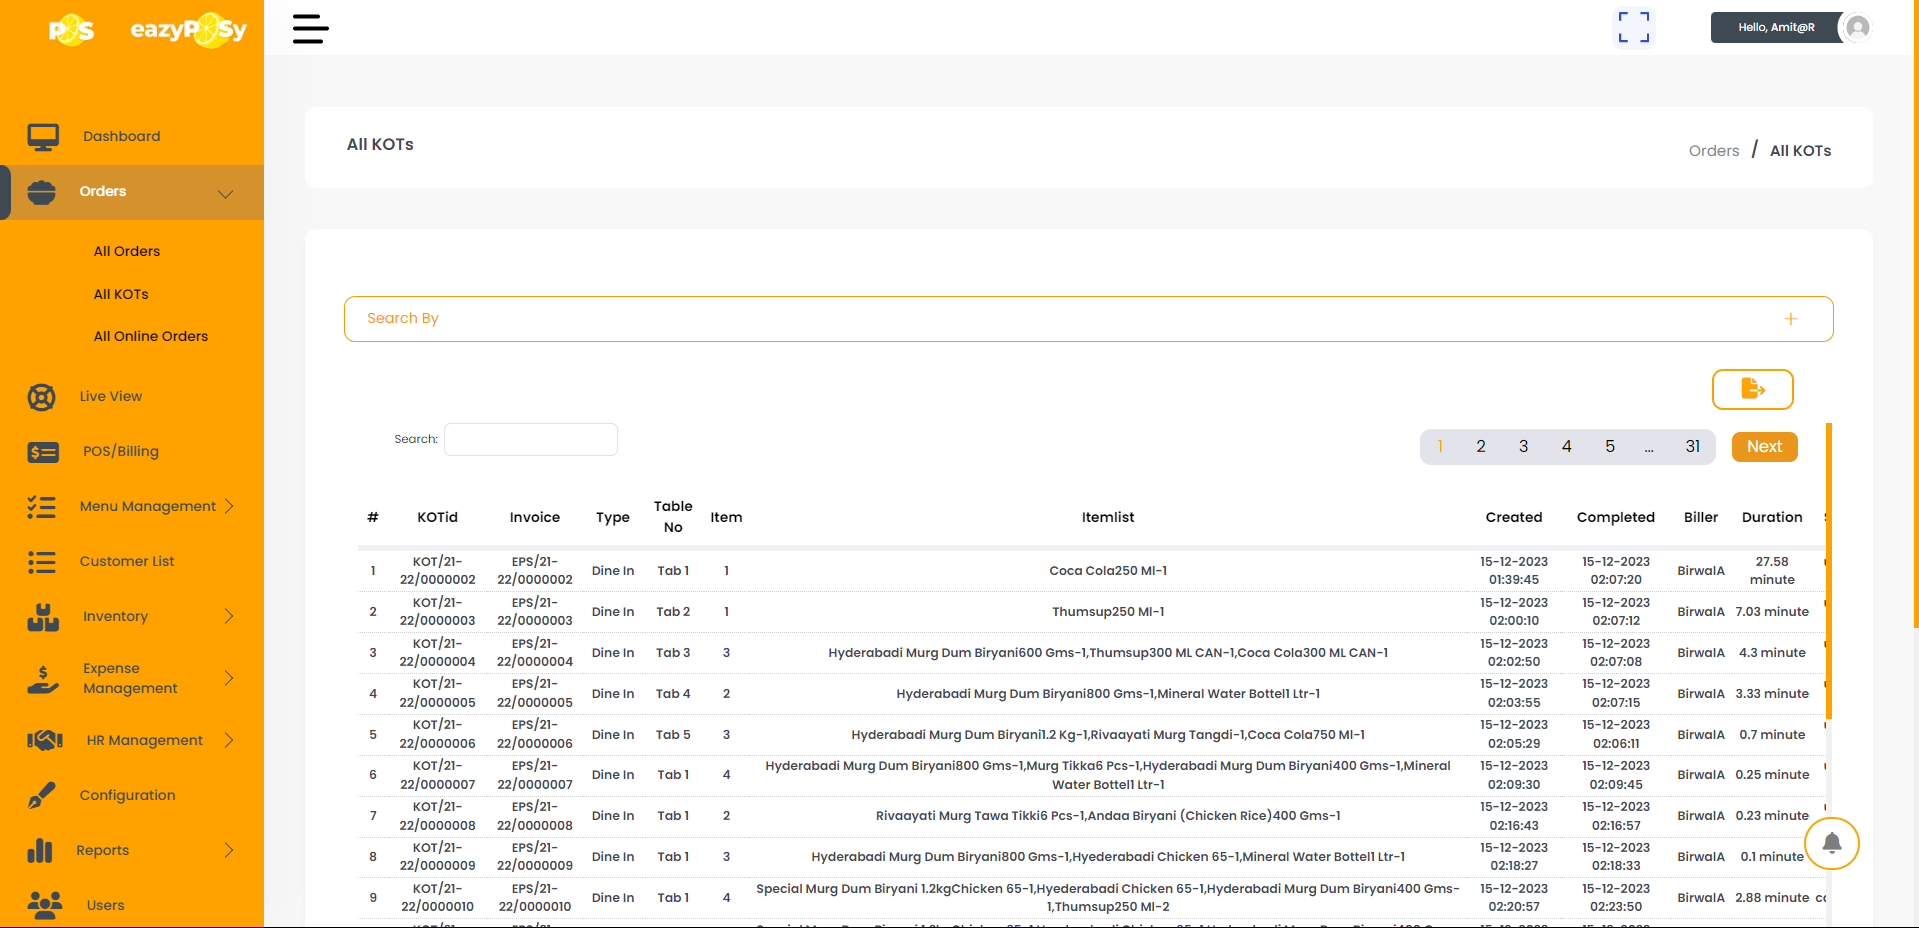 POS eazyPOSy
Hello, Amit@R
Dashboard
Orders
All Orders
All KOTs
All Online Orders
Live View
POS/Billing
Menu Management
Customer List
Inventory
Expense
Management
HR Management
Configuration
Reports
Users
All KOTs
Orders / All KOTs
Search By +
Search:
1 2 3 4 5 ... 31 Next
# KOTid Invoice Type Table No Item Itemlist Created Completed Biller Duration
1 KOT/21-22/0000002 EPS/21-22/0000002 Dine In Tab 1 1 Coca Cola250 Ml-1 15-12-2023 01:39:45 15-12-2023 02:07:20 BirwalA 27.58 minute
2 KOT/21-22/0000003 EPS/21-22/0000003 Dine In Tab 2 1 Thumsup250 Ml-1 15-12-2023 02:00:10 15-12-2023 02:07:12 BirwalA 7.03 minute
3 KOT/21-22/0000004 EPS/21-22/0000004 Dine In Tab 3 3 Hyderabadi Murg Dum Biryani600 Gms-1,Thumsup300 ML CAN-1,Coca Cola300 ML CAN-1 15-12-2023 02:02:50 15-12-2023 02:07:08 BirwalA 4.3 minute
4 KOT/21-22/0000005 EPS/21-22/0000005 Dine In Tab 4 2 Hyderabadi Murg Dum Biryani800 Gms-1,Mineral Water Bottel1 Ltr-1 15-12-2023 02:03:55 15-12-2023 02:07:15 BirwalA 3.33 minute
5 KOT/21-22/0000006 EPS/21-22/0000006 Dine In Tab 5 3 Hyderabadi Murg Dum Biryani1.2 Kg-1,Rivaayati Murg Tangdi-1,Coca Cola750 Ml-1 15-12-2023 02:05:29 15-12-2023 02:06:11 BirwalA 0.7 minute
6 KOT/21-22/0000007 EPS/21-22/0000007 Dine In Tab 1 4 Hyderabadi Murg Dum Biryani800 Gms-1,Murg Tikka6 Pcs-1,Hyderabadi Murg Dum Biryani400 Gms-1,Mineral Water Bottel1 Ltr-1 15-12-2023 02:09:30 15-12-2023 02:09:45 BirwalA 0.25 minute
7 KOT/21-22/0000008 EPS/21-22/0000008 Dine In Tab 1 2 Rivaayati Murg Tawa Tikki6 Pcs-1,Andaa Biryani (Chicken Rice)400 Gms-1 15-12-2023 02:16:43 15-12-2023 02:16:57 BirwalA 0.23 minute
8 KOT/21-22/0000009 EPS/21-22/0000009 Dine In Tab 1 3 Hyderabadi Murg Dum Biryani800 Gms-1,Hyederabadi Chicken 65-1,Mineral Water Bottel1 Ltr-1 15-12-2023 02:18:27 15-12-2023 02:18:33 BirwalA 0.1 minute
9 KOT/21-22/0000010 EPS/21-22/0000010 Dine In Tab 1 4 Special Murg Dum Biryani 1.2kgChicken 65-1,Hyederabadi Chicken 65-1,Hyderabadi Murg Dum Biryani400 Gms-1,Thumsup250 Ml-2 15-12-2023 02:20:57 15-12-2023 02:23:50 BirwalA 2.88 minute